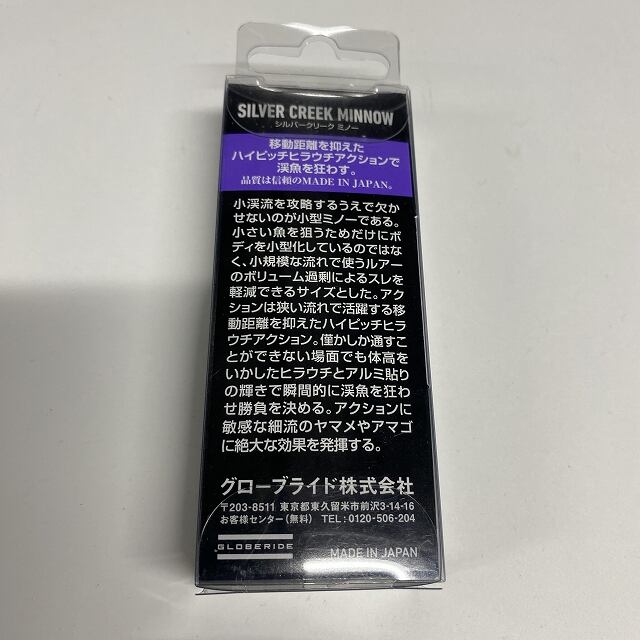 SILVER CREEK MINNOW
シルバークリーク ミノー
移動距離を抑えた
ハイピッチヒラウチアクションで
渓魚を狂わす。
品質は信頼のMADE IN JAPAN。
小渓流を攻略するうえで欠か
せないのが小型ミノーである。
小さい魚を狙うためだけにボ
ディを小型化しているのではな
く、小規模な流れで使うルアー
のボリューム過剰によるスレを
軽減できるサイズとした。アク
ションは狭い流れで活躍する移
動距離を抑えたハイピッチヒラ
ウチアクション。僅かしか通すこ
とができない場面でも体高を
いかしたヒラウチとアルミ貼り
の輝きで瞬間的に渓魚を狂わ
せ勝負を決める。アクションに
敏感な細流のヤマメやアマゴ
に絶大な効果を発揮する。
グローブライド株式会社
〒203-8511 東京都東久留米市前沢3-14-16
お客様センター(無料) TEL:0120-506-204
GLOBERIDE
MADE IN JAPAN